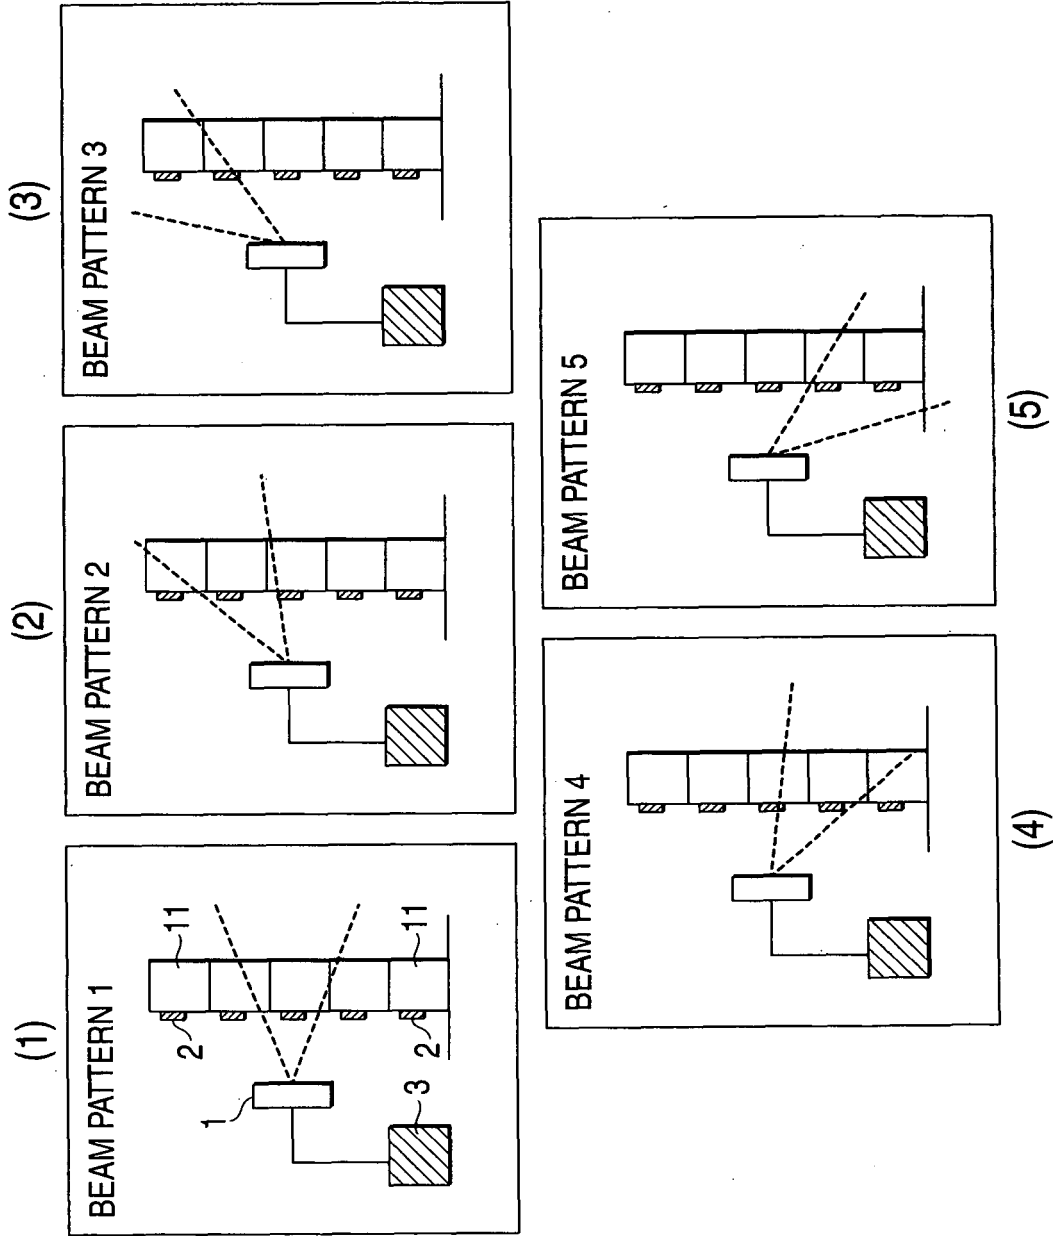 (1)
BEAM PATTERN 1
11
2
1
11
2
3
(2)
BEAM PATTERN 2
(3)
BEAM PATTERN 3
BEAM PATTERN 4
(4)
BEAM PATTERN 5
(5)